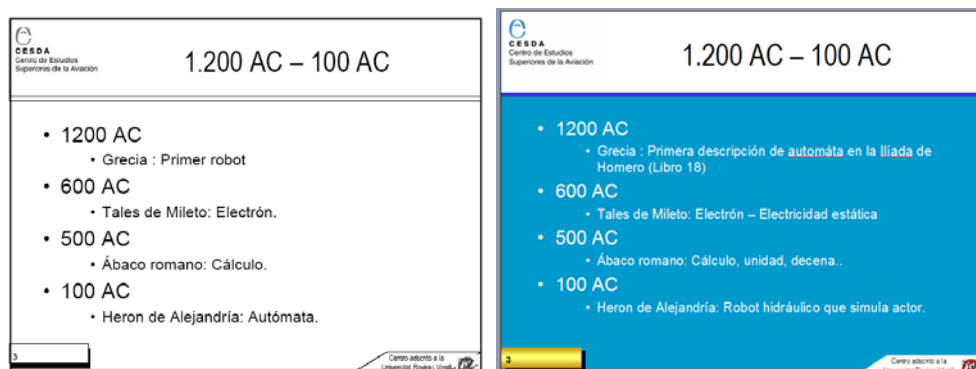 CESDA
Centro de Estudios
Superiores de la Aviación
1.200 AC – 100 AC
• 1200 AC
• Grecia : Primer robot
• 600 AC
• Tales de Mileto: Electrón.
• 500 AC
• Ábaco romano: Cálculo.
• 100 AC
• Heron de Alejandría: Autómata.
3
Centro adscrito a la
Universitat Rovira i Virgili
CESDA
Centro de Estudios
Superiores de la Aviación
1.200 AC – 100 AC
• 1200 AC
• Grecia : Primera descripción de automáta en la Ilíada de
Homero (Libro 18)
• 600 AC
• Tales de Mileto: Electrón – Electricidad estática
• 500 AC
• Ábaco romano: Cálculo, unidad, decena..
• 100 AC
• Heron de Alejandría: Robot hidráulico que simula actor.
3
Centro adscrito a la